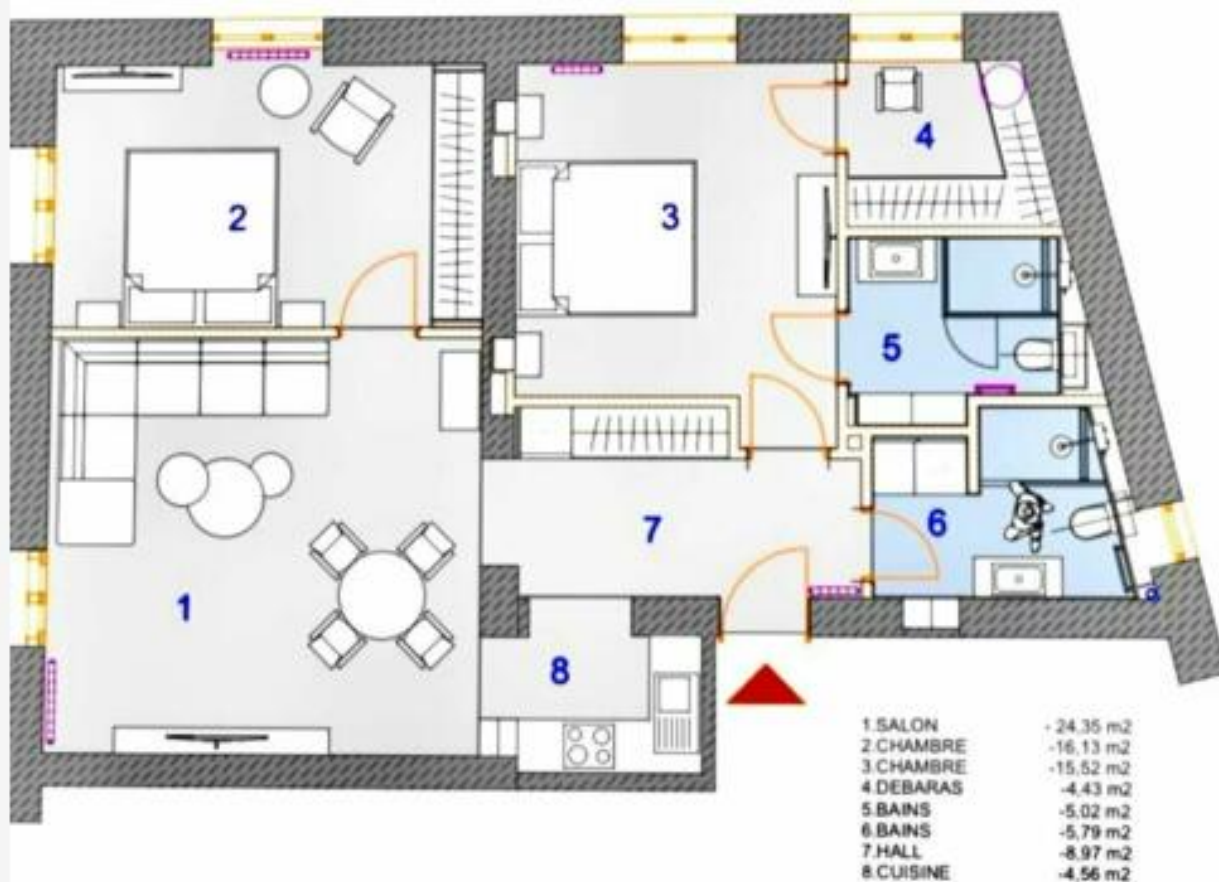 2
3
4
5
6
7
1
8
1.SALON - 24,35 m2
2.CHAMBRE -16,13 m2
3.CHAMBRE -15,52 m2
4.DEBARAS -4,43 m2
5.BAINS -5,02 m2
6.BAINS -5,79 m2
7.HALL -8,97 m2
8.CUISINE -4,56 m2